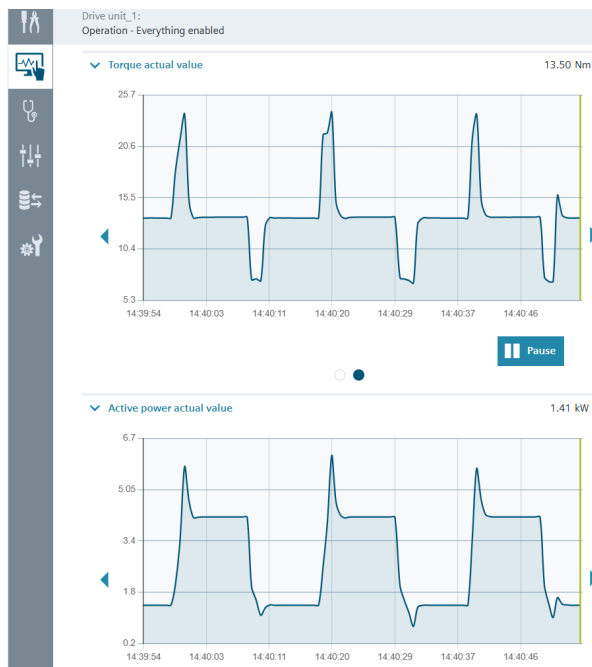 Drive unit_1:
Operation - Everything enabled
Torque actual value 13.50 Nm
25.7
20.6
15.5
10.4
5.3
14:39:54 14:40:03 14:40:11 14:40:20 14:40:29 14:40:37 14:40:46
Pause
Active power actual value 1.41 kW
6.7
5.05
3.4
1.8
0.2
14:39:54 14:40:03 14:40:11 14:40:20 14:40:29 14:40:37 14:40:46